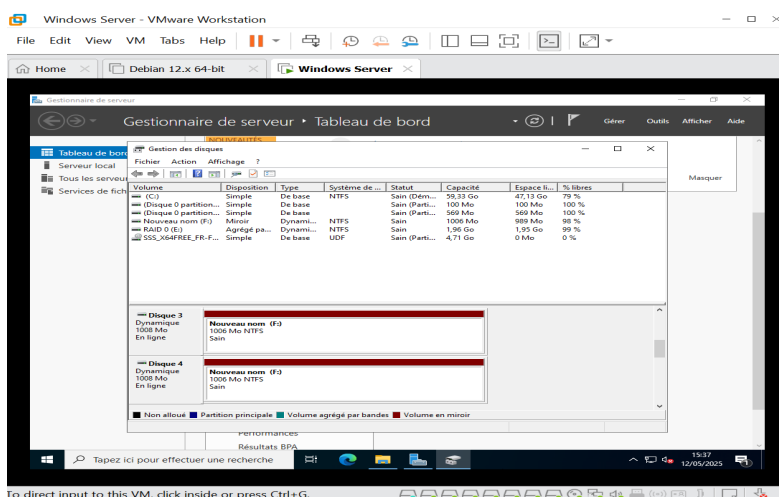 Windows Server - VMware Workstation
File Edit View VM Tabs Help
Home Debian 12.x 64-bit Windows Server
Gestionnaire de serveur
Gestionnaire de serveur • Tableau de bord Gérer Outils Afficher Aide
NOUVEAUTÉS
Tableau de bord
Serveur local
Tous les serveu
Services de fich
Masquer
Gestion des disques
Fichier Action Affichage ?
Volume Disposition Type Système de ... Statut Capacité Espace li... % libres
(C:) Simple De base NTFS Sain (Dém... 59,33 Go 47,13 Go 79 %
(Disque 0 partition... Simple De base Sain (Parti... 100 Mo 100 Mo 100 %
(Disque 0 partition... Simple De base Sain (Parti... 569 Mo 569 Mo 100 %
Nouveau nom (F:) Miroir Dynami... NTFS Sain 1006 Mo 989 Mo 98 %
RAID 0 (E:) Agrégé pa... Dynami... NTFS Sain 1,96 Go 1,95 Go 99 %
SSS_X64FREE_FR-F... Simple De base UDF Sain (Parti... 4,71 Go 0 Mo 0 %
Disque 3
Dynamique
1008 Mo
En ligne
Nouveau nom (F:)
1006 Mo NTFS
Sain
Disque 4
Dynamique
1008 Mo
En ligne
Nouveau nom (F:)
1006 Mo NTFS
Sain
Non alloué Partition principale Volume agrégé par bandes Volume en miroir
Performances
Résultats BPA
Tapez ici pour effectuer une recherche
15:37
12/05/2025
To direct input to this VM, click inside or press Ctrl+G.